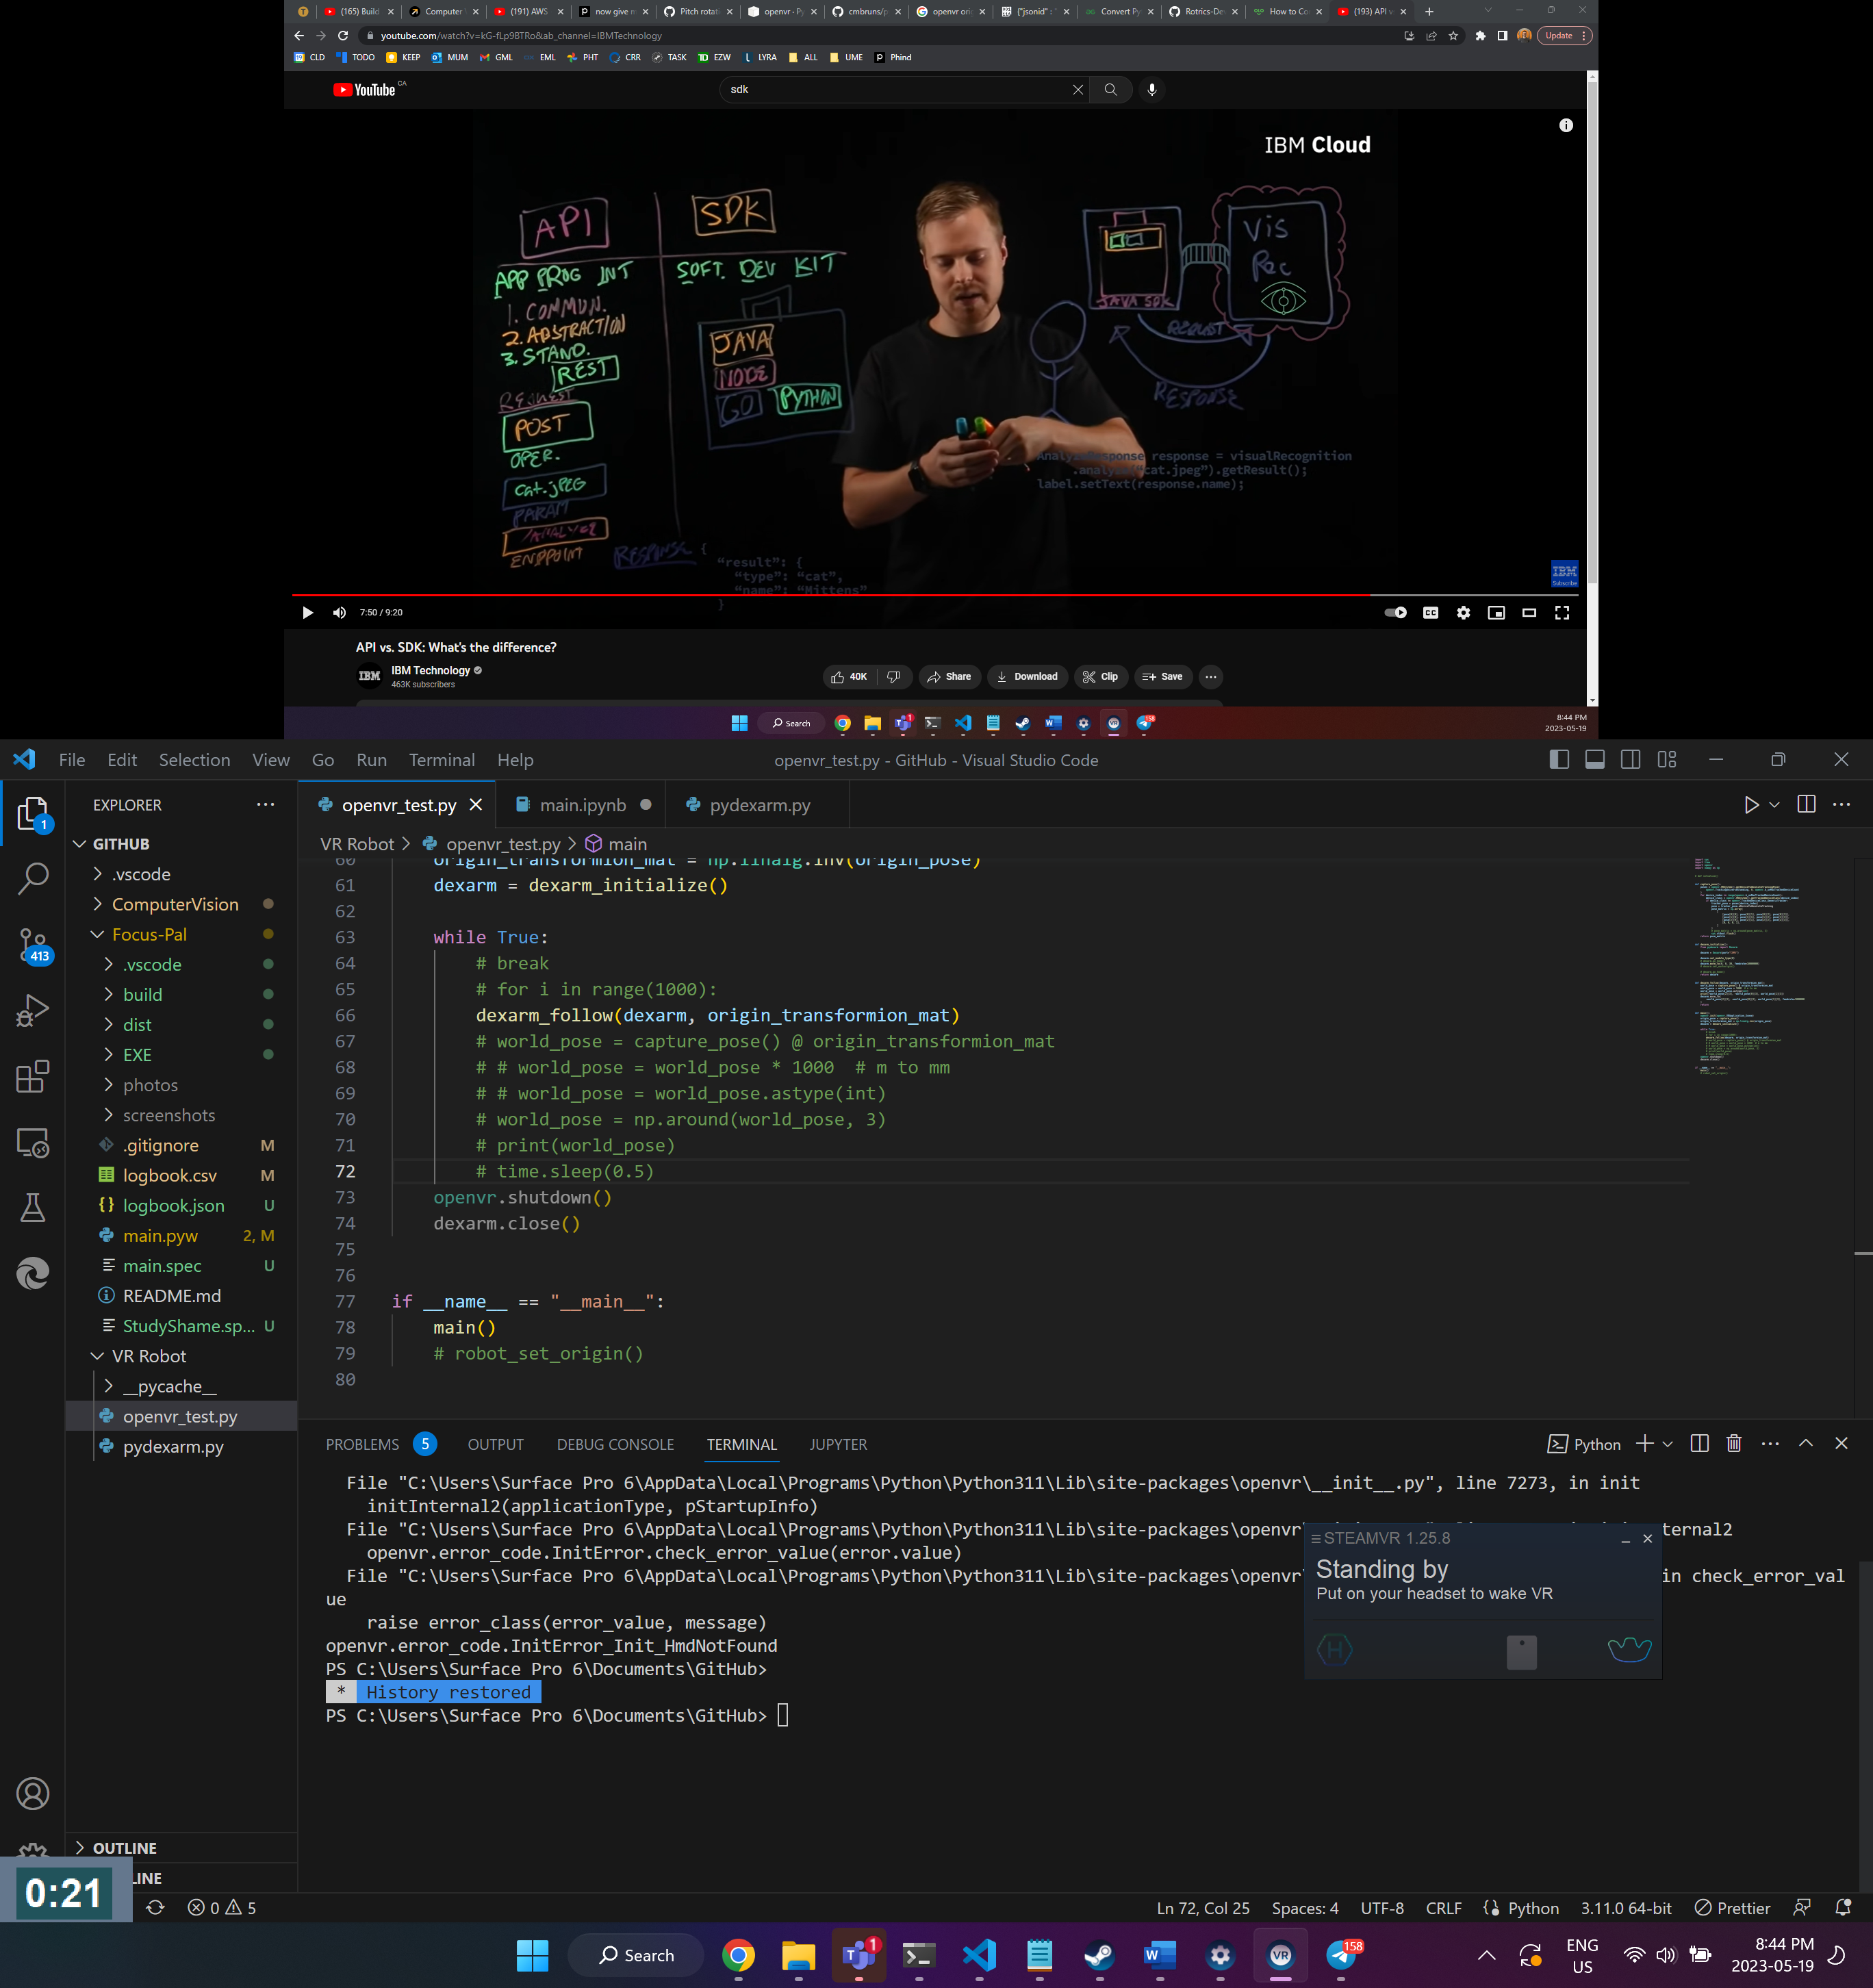 (165) Build
Computer
(191) AWS
now give m
Pitch rotat
openvr · Py
cmbruns/p
openvr ori
{"jsonid" : "
Convert Py
Rotrics-De
How to Co
(193) API v
youtube.com/watch?v=kG-fLp9BTRo&ab_channel=IBMTechnology
Update
CLD TODO KEEP MUM GML EML PHT CRR TASK EZW LYRA ALL UME Phind
YouTube CA
sdk
IBM Cloud
API
SDK
APP PROG INT
SOFT. DEV KIT
1. COMMUN.
2. ABSTRACTION
3. STAND.
REST
REQUEST
POST
OPER.
cat.jpeg
PARAM
/ANALYZE
ENDPOINT
RESPONSE
JAVA
NODE
GO
PYTHON
JAVA SDK
Vis
Rec
REQUEST
RESPONSE
AnalyzeResponse response = visualRecognition
.analyze("cat.jpeg").getResult();
label.setText(response.name);
{
"result": {
"type": "cat",
"name": "Mittens"
}
IBM
Subscribe
7:50 / 9:20
API vs. SDK: What's the difference?
IBM
IBM Technology
463K subscribers
40K
Share
Download
Clip
Save
Search
8:44 PM
2023-05-19
File Edit Selection View Go Run Terminal Help
openvr_test.py - GitHub - Visual Studio Code
EXPLORER
openvr_test.py
main.ipynb
pydexarm.py
VR Robot > openvr_test.py > main
1
413
GITHUB
.vscode
ComputerVision
Focus-Pal
.vscode
build
dist
EXE
photos
screenshots
.gitignore M
logbook.csv M
logbook.json U
main.pyw 2, M
main.spec U
README.md
StudyShame.sp... U
VR Robot
__pycache__
openvr_test.py
pydexarm.py
OUTLINE
LINE
60 origin_transformion_mat = np.linalg.inv(origin_pose)
61 dexarm = dexarm_initialize()
62
63 while True:
64 # break
65 # for i in range(1000):
66 dexarm_follow(dexarm, origin_transformion_mat)
67 # world_pose = capture_pose() @ origin_transformion_mat
68 # # world_pose = world_pose * 1000  # m to mm
69 # # world_pose = world_pose.astype(int)
70 # world_pose = np.around(world_pose, 3)
71 # print(world_pose)
72 # time.sleep(0.5)
73 openvr.shutdown()
74 dexarm.close()
75
76
77 if __name__ == "__main__":
78 main()
79 # robot_set_origin()
80
PROBLEMS 5 OUTPUT DEBUG CONSOLE TERMINAL JUPYTER
Python
File "C:\Users\Surface Pro 6\AppData\Local\Programs\Python\Python311\Lib\site-packages\openvr\__init__.py", line 7273, in init
initInternal2(applicationType, pStartupInfo)
File "C:\Users\Surface Pro 6\AppData\Local\Programs\Python\Python311\Lib\site-packages\openvr\ ternal2
openvr.error_code.InitError.check_error_value(error.value)
File "C:\Users\Surface Pro 6\AppData\Local\Programs\Python\Python311\Lib\site-packages\openvr\ in check_error_val
ue
raise error_class(error_value, message)
openvr.error_code.InitError_Init_HmdNotFound
PS C:\Users\Surface Pro 6\Documents\GitHub>
* History restored
PS C:\Users\Surface Pro 6\Documents\GitHub>
STEAMVR 1.25.8
Standing by
Put on your headset to wake VR
0:21
0 5
Ln 72, Col 25 Spaces: 4 UTF-8 CRLF Python 3.11.0 64-bit Prettier
Search
1
158
ENG
US
8:44 PM
2023-05-19